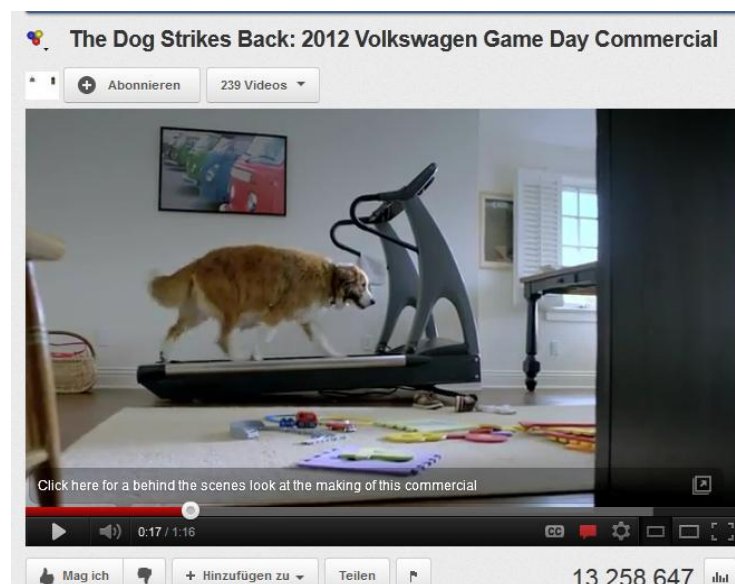 The Dog Strikes Back: 2012 Volkswagen Game Day Commercial
Abonnieren 239 Videos
Click here for a behind the scenes look at the making of this commercial
0:17 / 1:16 CC
Mag ich + Hinzufügen zu Teilen 13.258.647